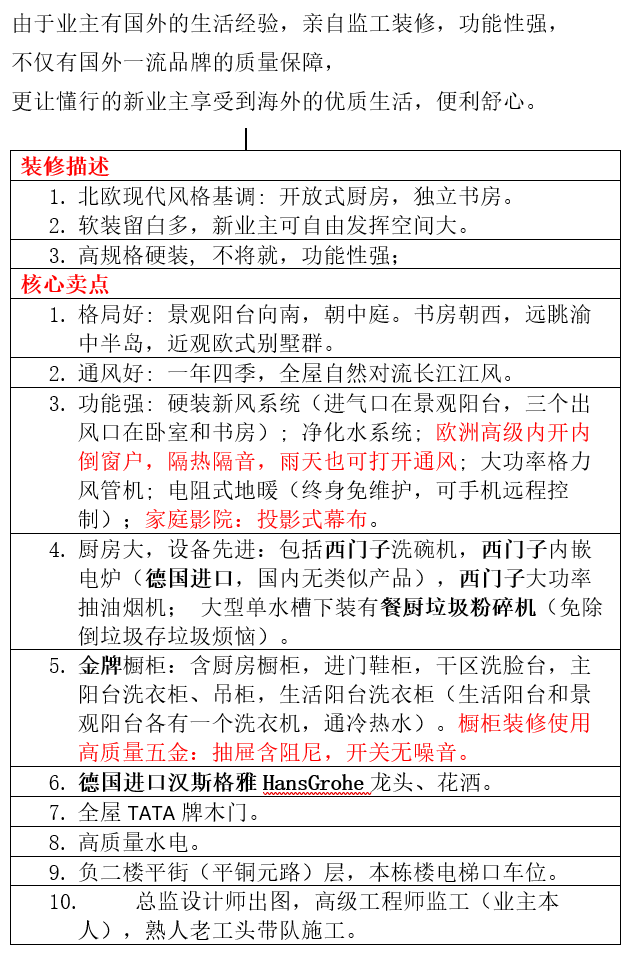 由于业主有国外的生活经验，亲自监工装修，功能性强，
不仅有国外一流品牌的质量保障，
更让懂行的新业主享受到海外的优质生活，便利舒心。
装修描述
1. 北欧现代风格基调: 开放式厨房，独立书房。
2. 软装留白多，新业主可自由发挥空间大。
3. 高规格硬装, 不将就，功能性强;
核心卖点
1. 格局好: 景观阳台向南，朝中庭。书房朝西，远眺渝
中半岛，近观欧式别墅群。
2. 通风好: 一年四季，全屋自然对流长江江风。
3. 功能强: 硬装新风系统（进气口在景观阳台，三个出
风口在卧室和书房）; 净化水系统; 欧洲高级内开内
倒窗户，隔热隔音，雨天也可打开通风; 大功率格力
风管机; 电阻式地暖（终身免维护，可手机远程控
制）; 家庭影院: 投影式幕布。
4. 厨房大，设备先进: 包括西门子洗碗机，西门子内嵌
电炉（德国进口，国内无类似产品），西门子大功率
抽油烟机; 大型单水槽下装有餐厨垃圾粉碎机（免除
倒垃圾存垃圾烦恼）。
5. 金牌橱柜: 含厨房橱柜，进门鞋柜，干区洗脸台，主
阳台洗衣柜、吊柜，生活阳台洗衣柜（生活阳台和景
观阳台各有一个洗衣机，通冷热水）。橱柜装修使用
高质量五金: 抽屉含阻尼，开关无噪音。
6. 德国进口汉斯格雅 HansGrohe 龙头、花洒。
7. 全屋 TATA 牌木门。
8. 高质量水电。
9. 负二楼平街（平铜元路）层，本栋楼电梯口车位。
10. 总监设计师出图，高级工程师监工（业主本
人）, 熟人老工头带队施工。